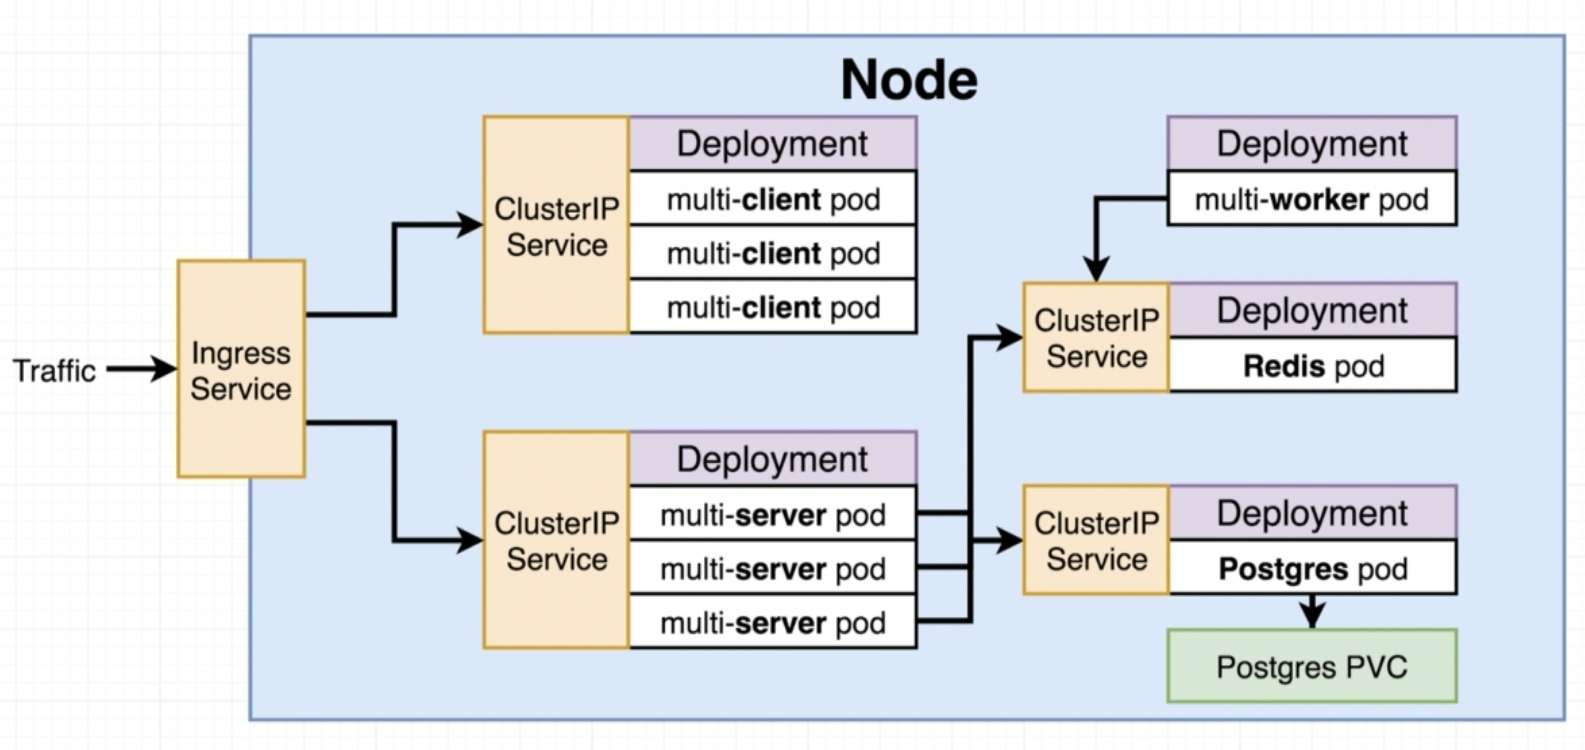 Node
Traffic
Ingress
Service
ClusterIP
Service
Deployment
multi-client pod
multi-client pod
multi-client pod
ClusterIP
Service
Deployment
multi-server pod
multi-server pod
multi-server pod
Deployment
multi-worker pod
ClusterIP
Service
Deployment
Redis pod
ClusterIP
Service
Deployment
Postgres pod
Postgres PVC